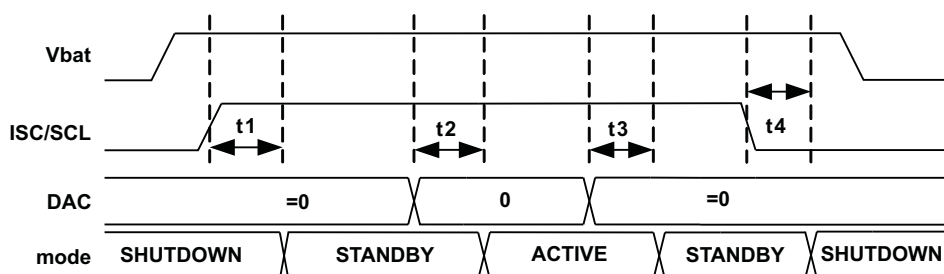 Vbat
ISC/SCL
t1
t2
t3
t4
DAC
=0
0
=0
mode
SHUTDOWN
STANDBY
ACTIVE
STANDBY
SHUTDOWN